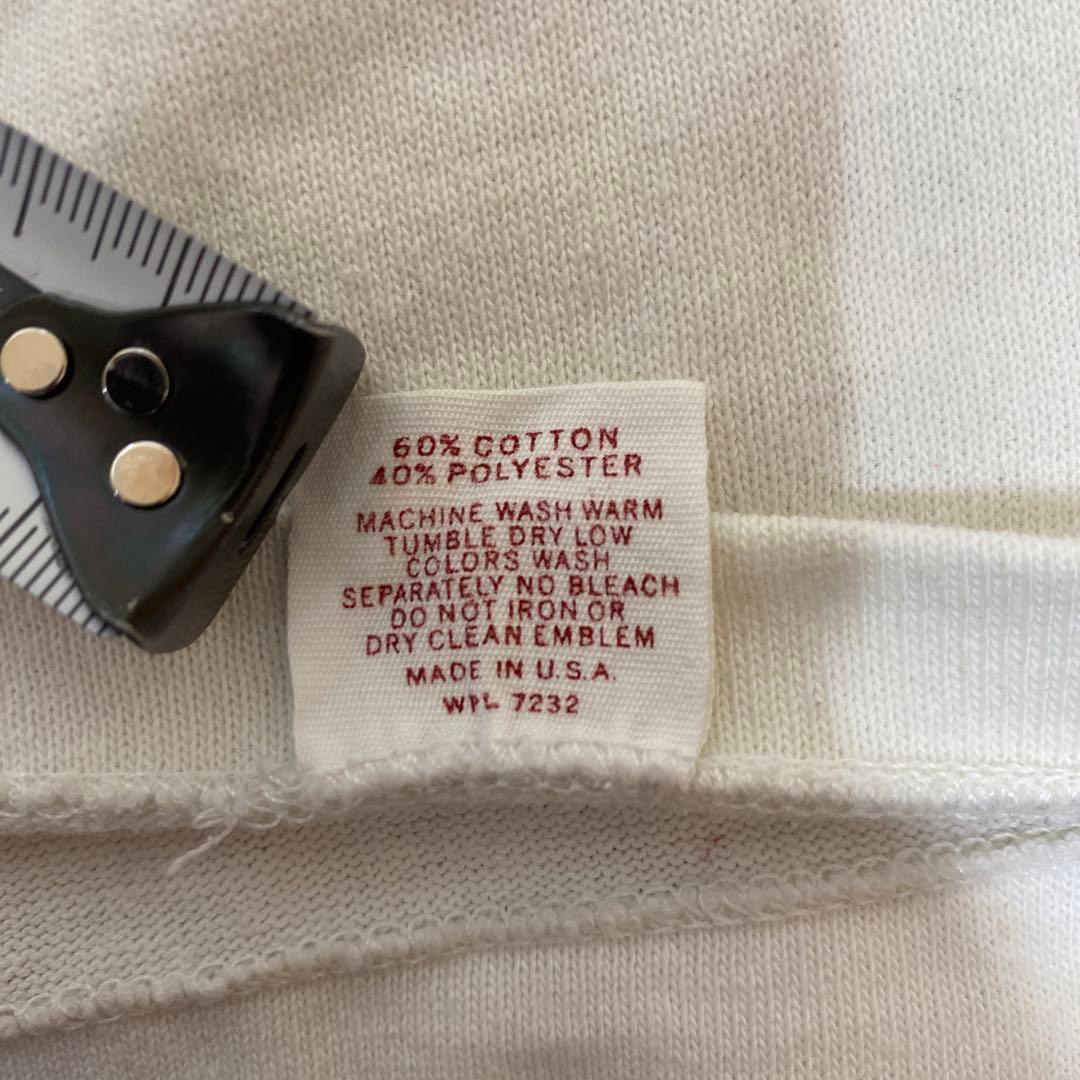 60% COTTON
40% POLYESTER
MACHINE WASH WARM
TUMBLE DRY LOW
COLORS WASH
SEPARATELY NO BLEACH
DO NOT IRON OR
DRY CLEAN EMBLEM
MADE IN U.S.A.
WPL 7232